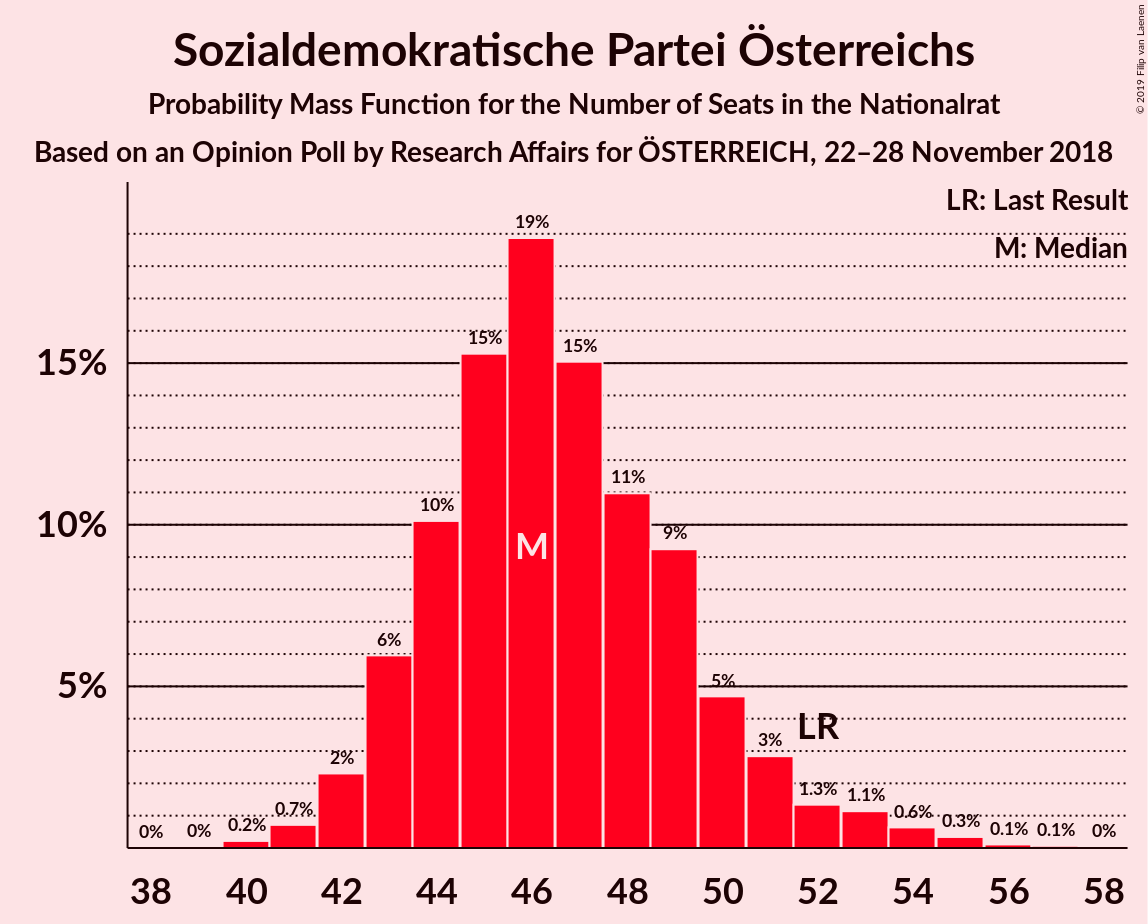 Sozialdemokratische Partei Österreichs
Probability Mass Function for the Number of Seats in the Nationalrat
Based on an Opinion Poll by Research Affairs for ÖSTERREICH, 22–28 November 2018
© 2019 Filip van Laenen
LR: Last Result
M: Median
15%
10%
5%
0%
0%
0.2%
0.7%
2%
6%
10%
15%
19%
15%
11%
9%
5%
3%
1.3%
1.1%
0.6%
0.3%
0.1%
0.1%
0%
M
LR
38 40 42 44 46 48 50 52 54 56 58